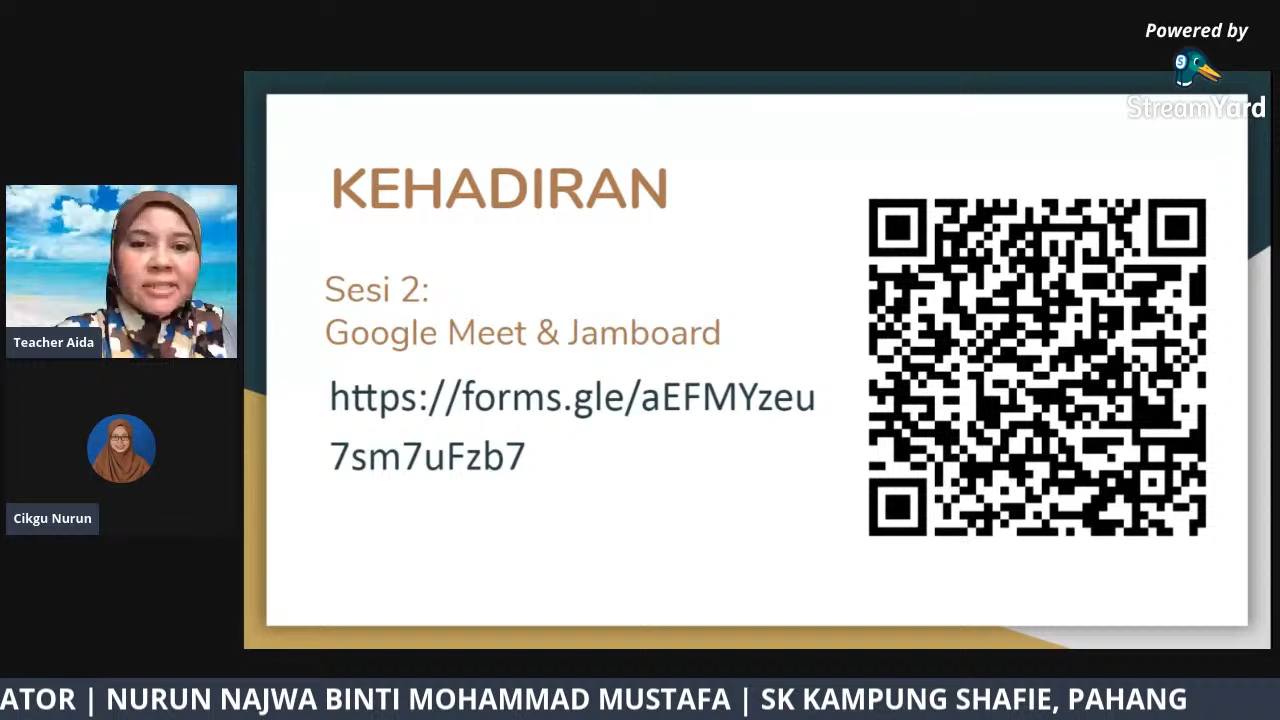 Powered by
StreamYard
KEHADIRAN
Sesi 2:
Google Meet & Jamboard
https://forms.gle/aEFMYzeu
7sm7uFzb7
Teacher Aida
Cikgu Nurun
ATOR | NURUN NAJWA BINTI MOHAMMAD MUSTAFA | SK KAMPUNG SHAFIE, PAHANG